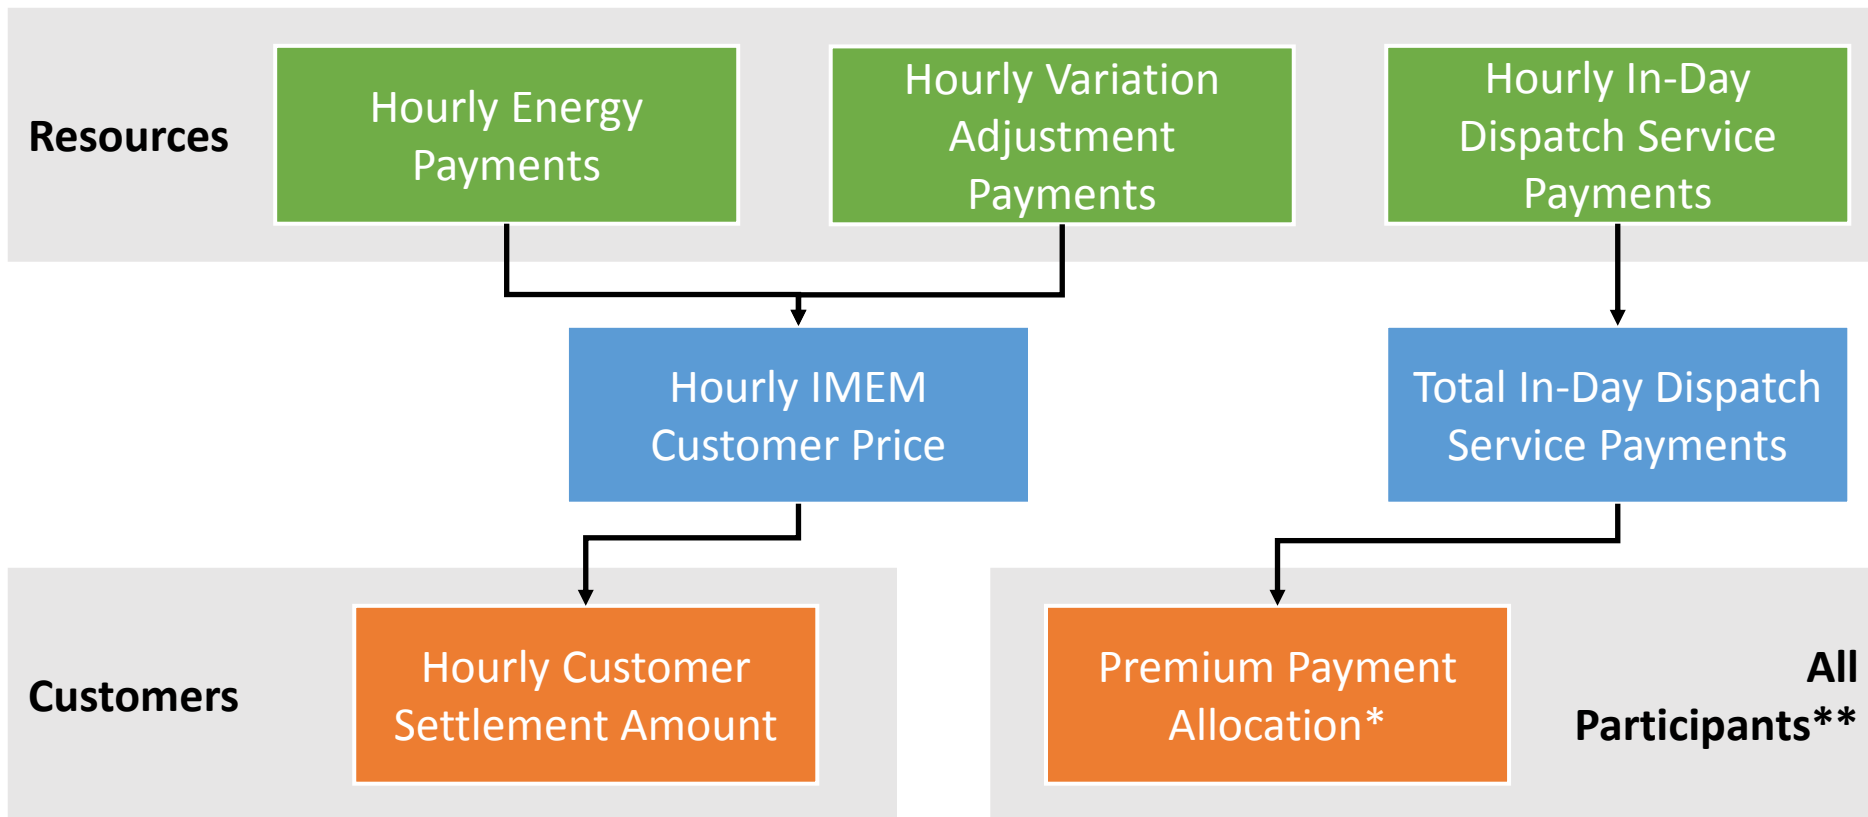 Resources
Hourly Energy
Payments
Hourly Variation
Adjustment
Payments
Hourly In-Day
Dispatch Service
Payments
Hourly IMEM
Customer Price
Total In-Day Dispatch
Service Payments
Customers
Hourly Customer
Settlement Amount
Premium Payment
Allocation*
All
Participants**